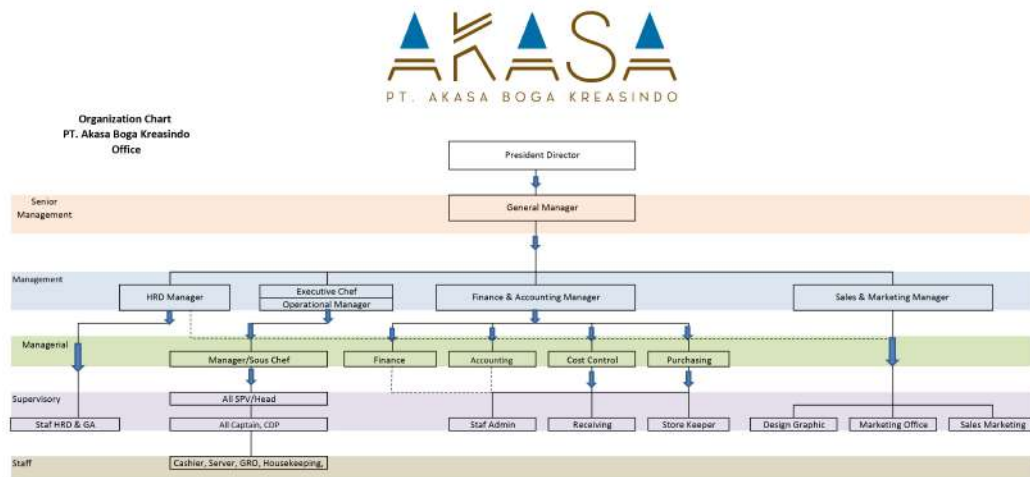 AKASA
PT. AKASA BOGA KREASINDO
Organization Chart
PT. Akasa Boga Kreasindo
Office
President Director
Senior
Management
General Manager
Management
HRD Manager
Executive Chef
Operational Manager
Finance & Accounting Manager
Sales & Marketing Manager
Managerial
Manager/Sous Chef
Finance
Accounting
Cost Control
Purchasing
Supervisory
All SPV/Head
Staf HRD & GA
All Captain, CDP
Staf Admin
Receiving
Store Keeper
Design Graphic
Marketing Office
Sales Marketing
Staff
Cashier, Server, GRO, Housekeeping,